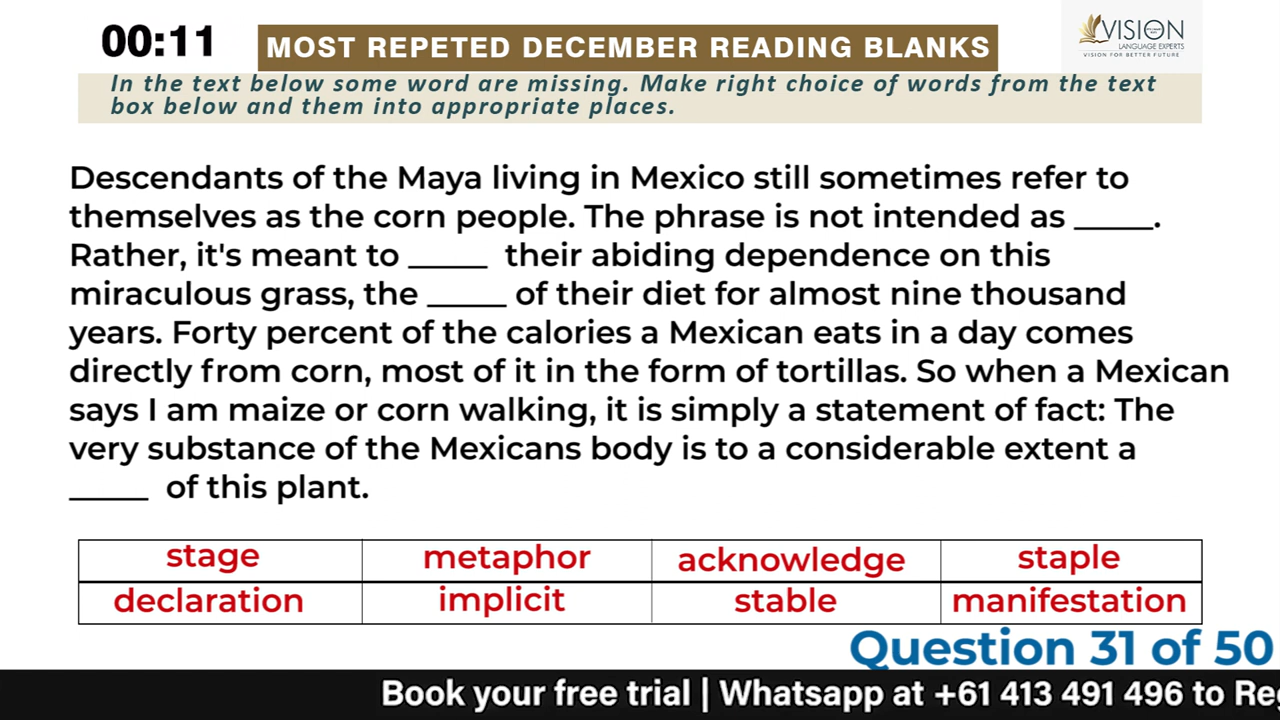 00:11
MOST REPETED DECEMBER READING BLANKS
VISION
LANGUAGE EXPERTS
VISION FOR BETTER FUTURE
In the text below some word are missing. Make right choice of words from the text
box below and them into appropriate places.
Descendants of the Maya living in Mexico still sometimes refer to
themselves as the corn people. The phrase is not intended as _____.
Rather, it's meant to _____ their abiding dependence on this
miraculous grass, the _____ of their diet for almost nine thousand
years. Forty percent of the calories a Mexican eats in a day comes
directly from corn, most of it in the form of tortillas. So when a Mexican
says I am maize or corn walking, it is simply a statement of fact: The
very substance of the Mexicans body is to a considerable extent a
_____ of this plant.
stage metaphor acknowledge staple
declaration implicit stable manifestation
Question 31 of 50
Book your free trial | Whatsapp at +61 413 491 496 to Reg